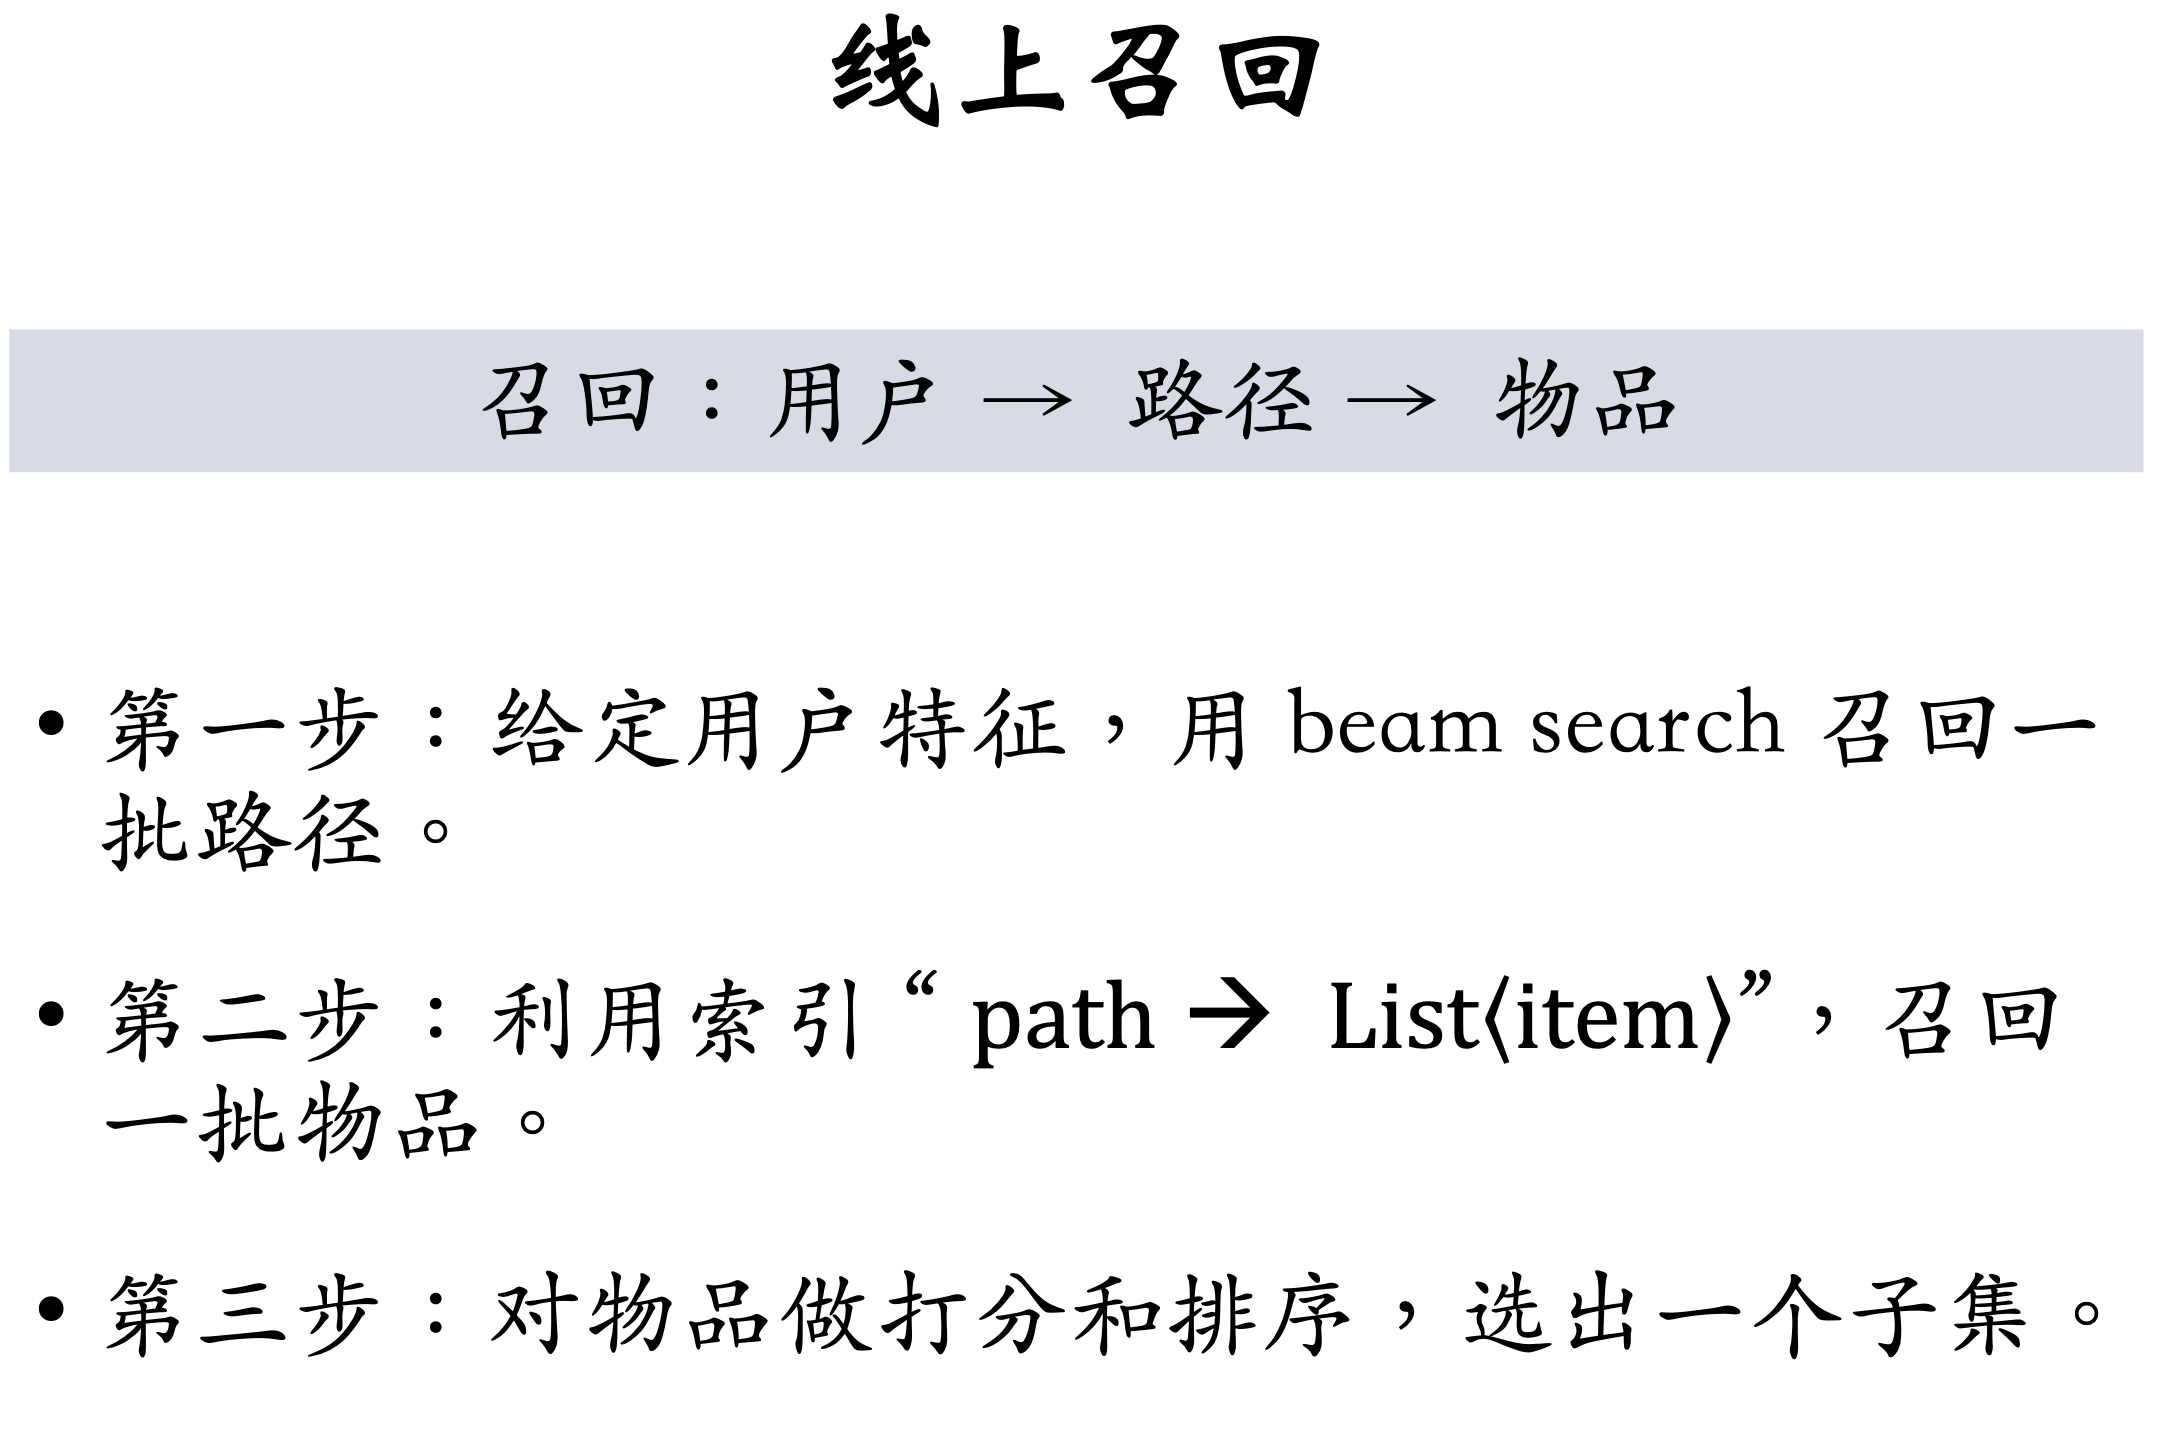 线上召回
召回：用户 → 路径 → 物品
• 第一步：给定用户特征，用 beam search 召回一
批路径。
• 第二步：利用索引“ path → List⟨item⟩”，召回
一批物品。
• 第三步：对物品做打分和排序，选出一个子集。